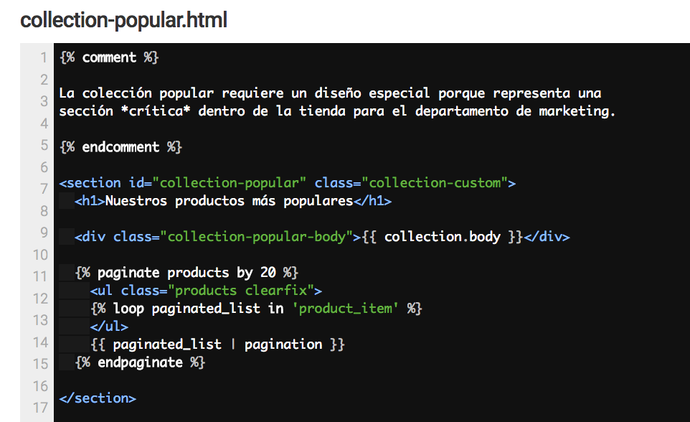 collection-popular.html
1 {% comment %}
2
3 La colección popular requiere un diseño especial porque representa una
4 sección *crítica* dentro de la tienda para el departamento de marketing.
5
6 {% endcomment %}
7
8 <section id="collection-popular" class="collection-custom">
9 <h1>Nuestros productos más populares</h1>
10
11 <div class="collection-popular-body">{{ collection.body }}</div>
12
13 {% paginate products by 20 %}
14 <ul class="products clearfix">
15 {% loop paginated_list in 'product_item' %}
16 </ul>
17 {{ paginated_list | pagination }}
{% endpaginate %}
</section>